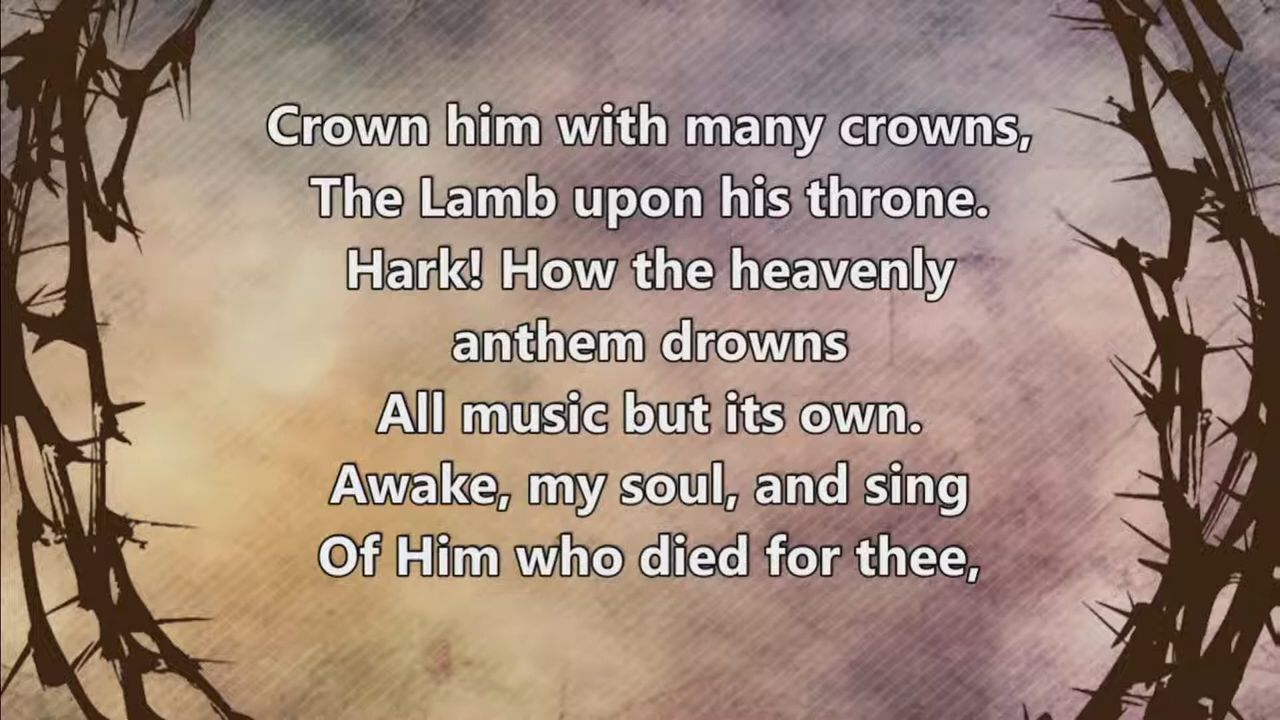 Crown him with many crowns,
The Lamb upon his throne.
Hark! How the heavenly
anthem drowns
All music but its own.
Awake, my soul, and sing
Of Him who died for thee,